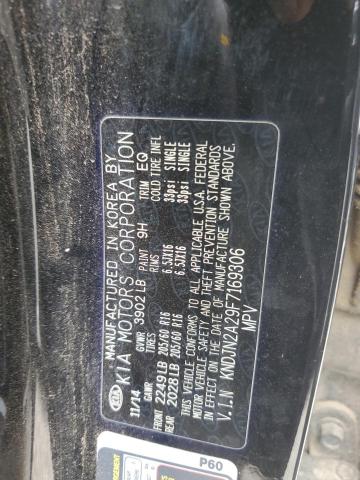 MANUFACTURED IN KOREA BY
KIA KIA MOTORS CORPORATION
11/14 GVWR 3902 LB PAINT 9H TRIM EQ
GAWR TIRES RIMS COLD TIRE INFL
FRONT 2249 LB 205/60 R16 6.5JX16 33psi SINGLE
REAR 2028 LB 205/60 R16 6.5JX16 33psi SINGLE
THIS VEHICLE CONFORMS TO ALL APPLICABLE U.S.A. FEDERAL
VEHICLE SAFETY AND THEFT PREVENTION STANDARDS
IN EFFECT ON THE DATE OF MANUFACTURE SHOWN ABOVE.
V.I.N KNDJN2A29F7169306
MPV
P60